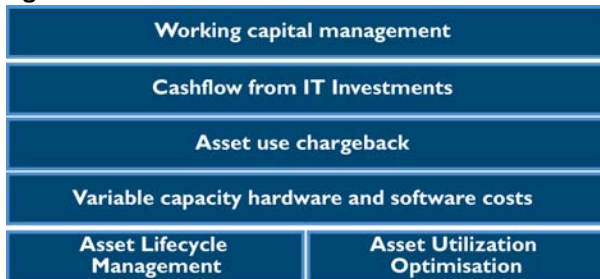 Working capital management
Cashflow from IT Investments
Asset use chargeback
Variable capacity hardware and software costs
Asset Lifecycle
Management
Asset Utilization
Optimisation